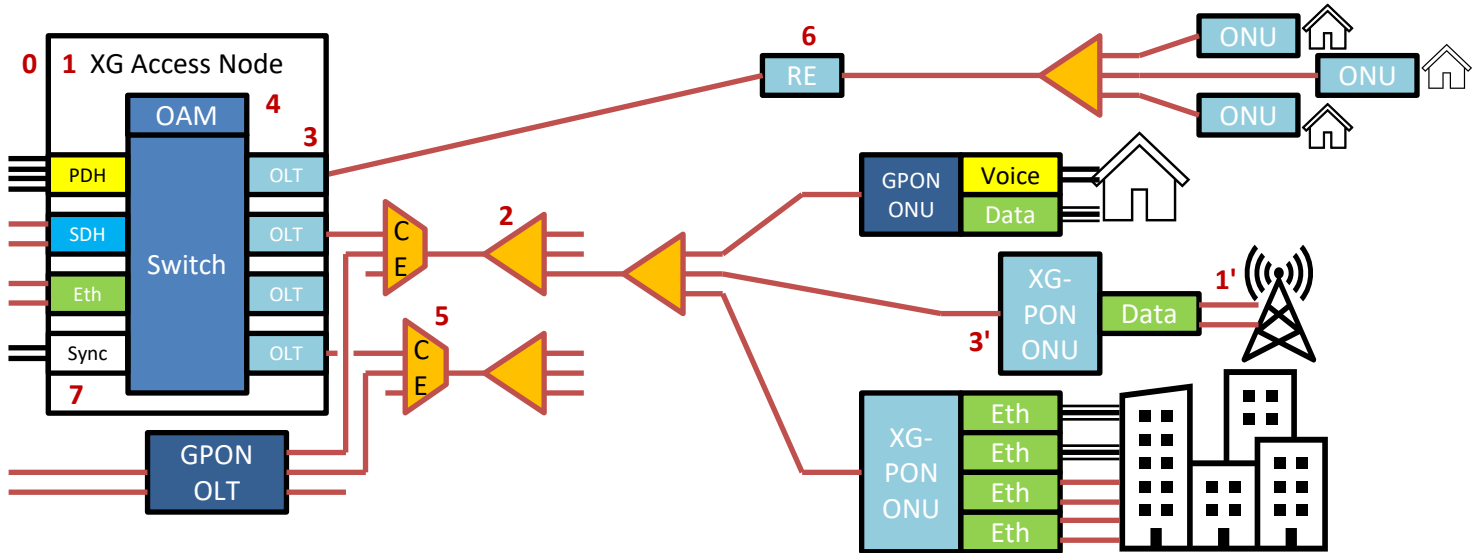 0
1 XG Access Node
OAM
4
3
PDH
OLT
SDH
OLT
Switch
Eth
OLT
Sync
OLT
7
GPON
OLT
C
E
2
5
C
E
6
RE
ONU
ONU
ONU
GPON
ONU
Voice
Data
XG-
PON
ONU
Data
1'
3'
XG-
PON
ONU
Eth
Eth
Eth
Eth